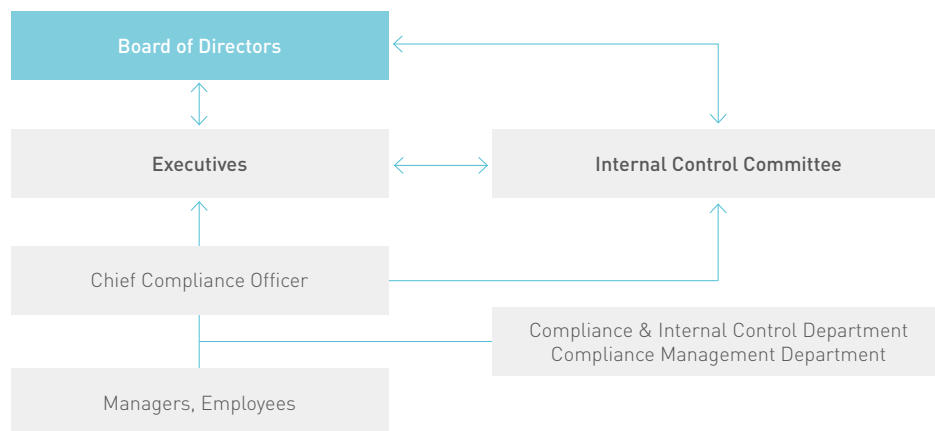 Board of Directors
Executives
Internal Control Committee
Chief Compliance Officer
Compliance & Internal Control Department
Compliance Management Department
Managers, Employees